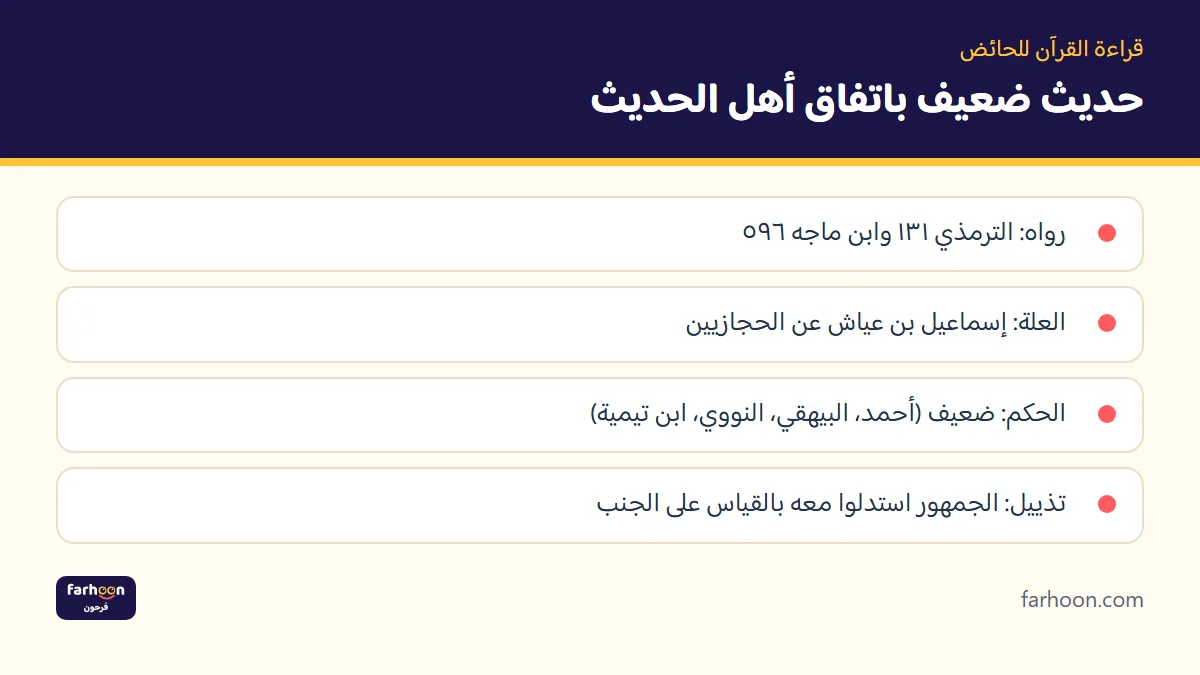 قراءة القرآن للحائض
حديث ضعيف باتفاق أهل الحديث
رواه: الترمذي ١٣١ وابن ماجه ٥٩٦
العلة: إسماعيل بن عياش عن الحجازيين
الحكم: ضعيف (أحمد، البيهقي، النووي، ابن تيمية)
تذييل: الجمهور استدلوا معه بالقياس على الجنب
farhoon
فرحون
farhoon.com